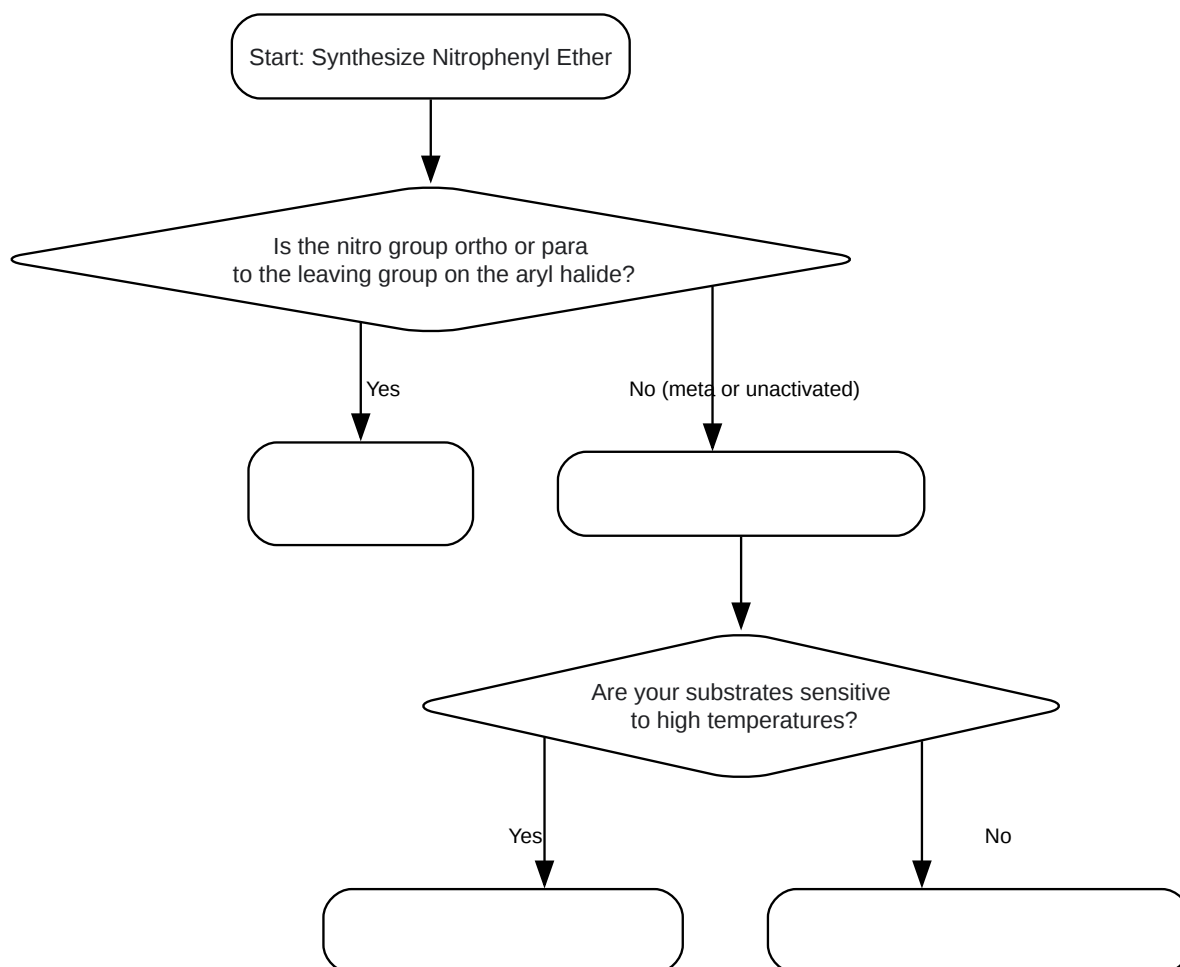 Start: Synthesize Nitrophenyl Ether
Is the nitro group ortho or para
to the leaving group on the aryl halide?
Yes
No (meta or unactivated)
Are your substrates sensitive
to high temperatures?
Yes
No